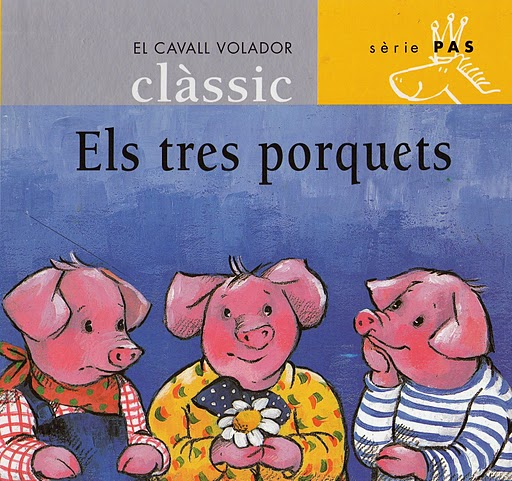 EL CAVALL VOLADOR
clàssic
sèrie PAS
Els tres porquets